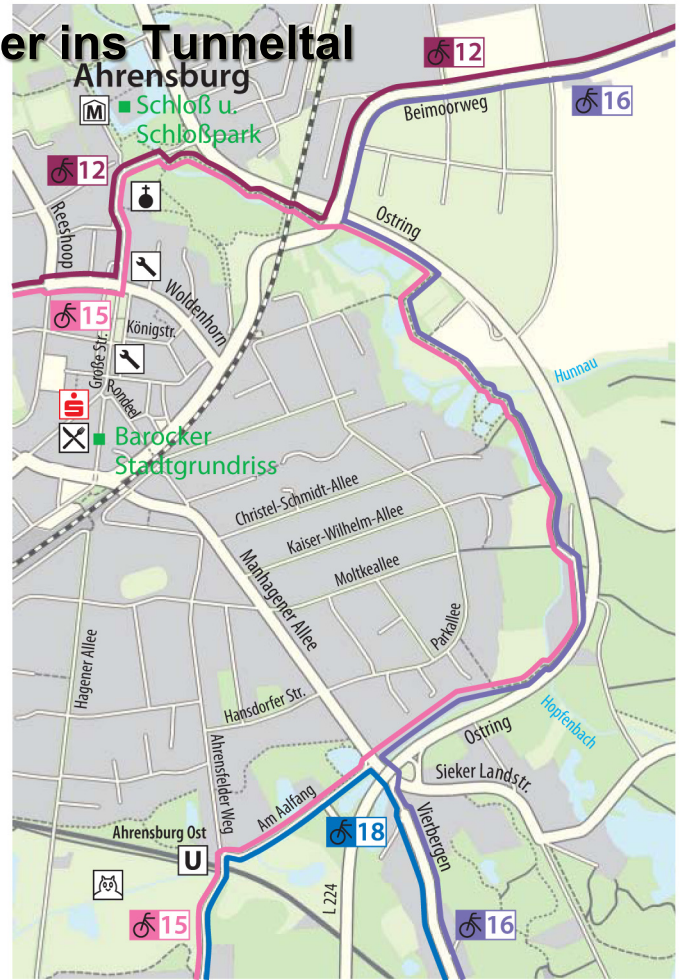 er ins Tunneltal
Ahrensburg
M
Schloß u.
Schloßpark
12
12
16
Beimoorweg
Reeshoop
Ostring
15
Woldenhorn
Königstr.
Große Str.
Rondeel
Hunnau
S
Barocker
Stadtgrundriss
Christel-Schmidt-Allee
Kaiser-Wilhelm-Allee
Moltkeallee
Manhagener Allee
Parkallee
Hagener Allee
Hansdorfer Str.
Ahrensfelder Weg
Ostring
Hopfenbach
Sieker Landstr.
Am Aalfang
Ahrensburg Ost
U
18
Vierbergen
L 224
15
16